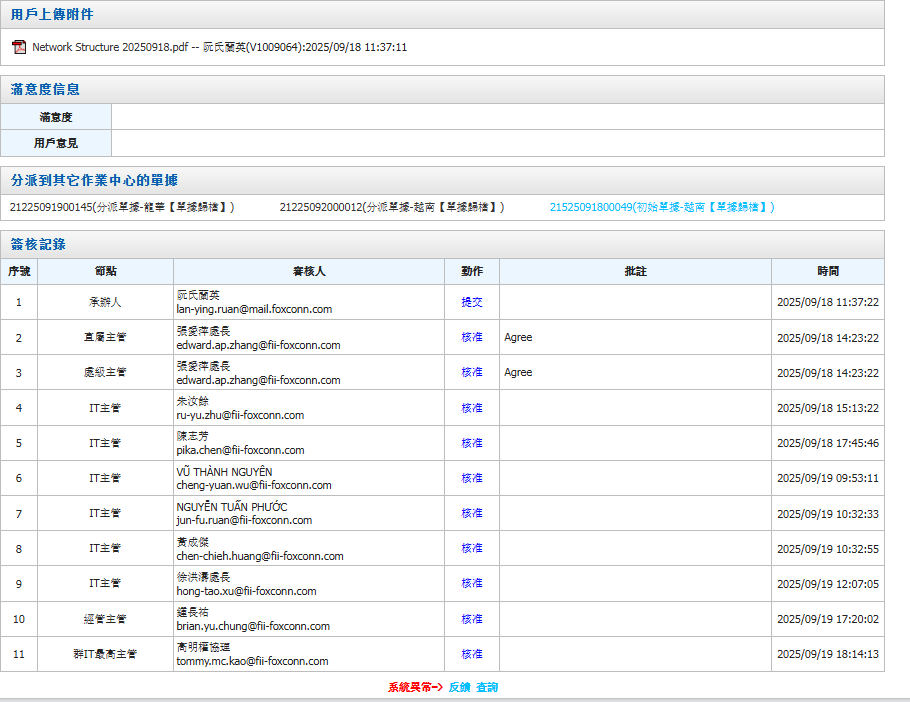 用戶上傳附件
Network Structure 20250918.pdf -- 阮氏蘭英(V1009064):2025/09/18 11:37:11
滿意度信息
滿意度
用戶意見
分派到其它作業中心的單據
21225091900145(分派單據-龍華【單據歸檔】) 21225092000012(分派單據-越南【單據歸檔】) 21525091800049(初始單據-越南【單據歸檔】)
簽核記錄
序號 節點 審核人 動作 批註 時間
1 承辦人 阮氏蘭英 提交 2025/09/18 11:37:22
lan-ying.ruan@mail.foxconn.com
2 直屬主管 張愛萍處長 核准 Agree 2025/09/18 14:23:22
edward.ap.zhang@fii-foxconn.com
3 處級主管 張愛萍處長 核准 Agree 2025/09/18 14:23:22
edward.ap.zhang@fii-foxconn.com
4 IT主管 朱汝餘 核准 2025/09/18 15:13:22
ru-yu.zhu@fii-foxconn.com
5 IT主管 陳志芳 核准 2025/09/18 17:45:46
pika.chen@fii-foxconn.com
6 IT主管 VŨ THÀNH NGUYÊN 核准 2025/09/19 09:53:11
cheng-yuan.wu@fii-foxconn.com
7 IT主管 NGUYỄN TUẤN PHƯỚC 核准 2025/09/19 10:32:33
jun-fu.ruan@fii-foxconn.com
8 IT主管 黃成傑 核准 2025/09/19 10:32:55
chen-chieh.huang@fii-foxconn.com
9 IT主管 徐洪濤處長 核准 2025/09/19 12:07:05
hong-tao.xu@fii-foxconn.com
10 經管主管 鍾長祐 核准 2025/09/19 17:20:02
brian.yu.chung@fii-foxconn.com
11 群IT最高主管 高明權協理 核准 2025/09/19 18:14:13
tommy.mc.kao@fii-foxconn.com
系統異常-> 反饋 查詢